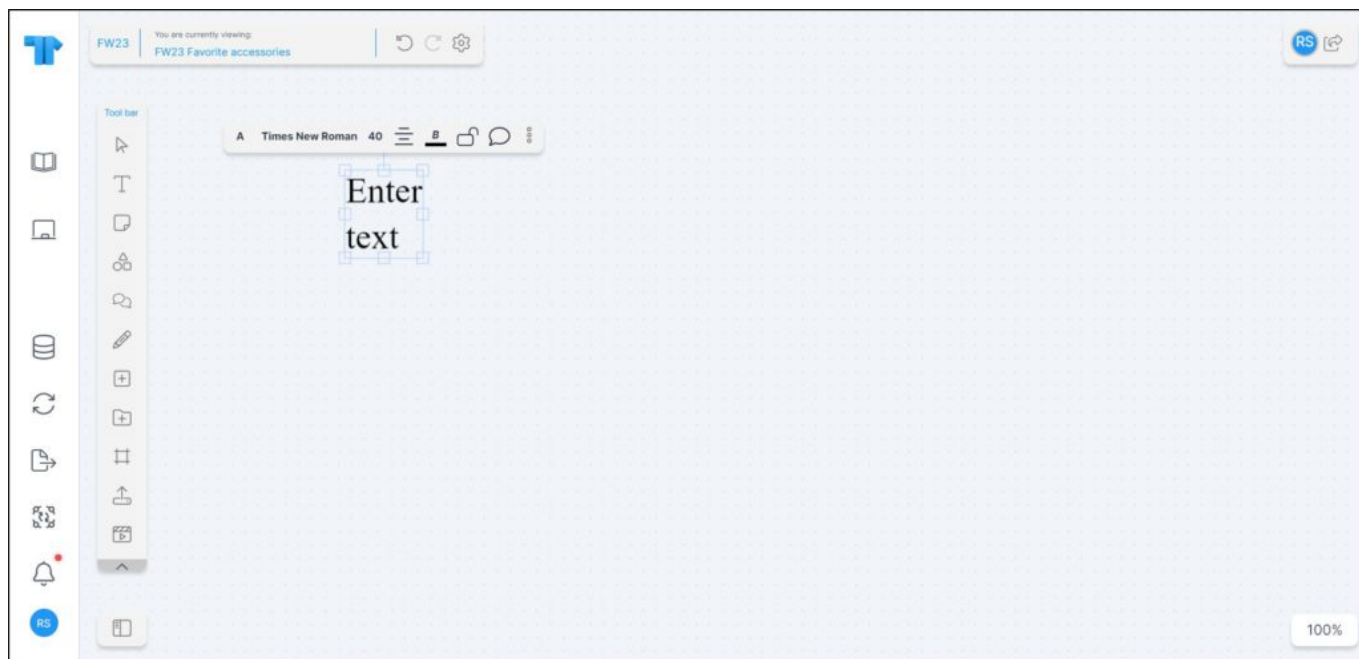 FW23
You are currently viewing:
FW23 Favorite accessories
RS
Tool bar
A Times New Roman 40 B
Enter
text
RS
100%